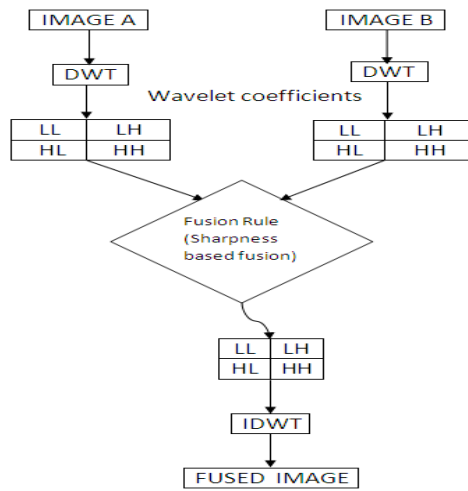 IMAGE A
IMAGE B
DWT
DWT
Wavelet coefficients
LL LH
HL HH
LL LH
HL HH
Fusion Rule
(Sharpness
based fusion)
LL LH
HL HH
IDWT
FUSED IMAGE